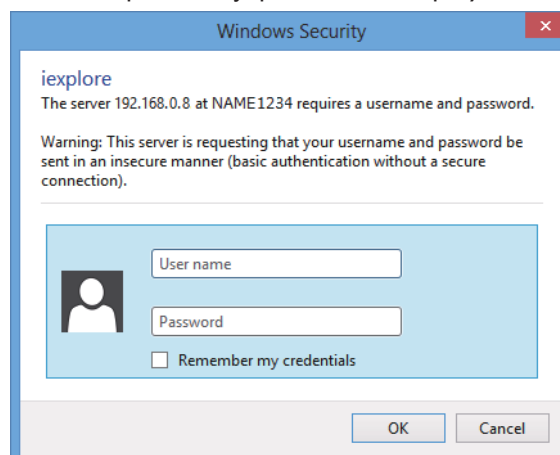 Windows Security
iexplore
The server 192.168.0.8 at NAME1234 requires a username and password.
Warning: This server is requesting that your username and password be
sent in an insecure manner (basic authentication without a secure
connection).
User name
Password
Remember my credentials
OK
Cancel